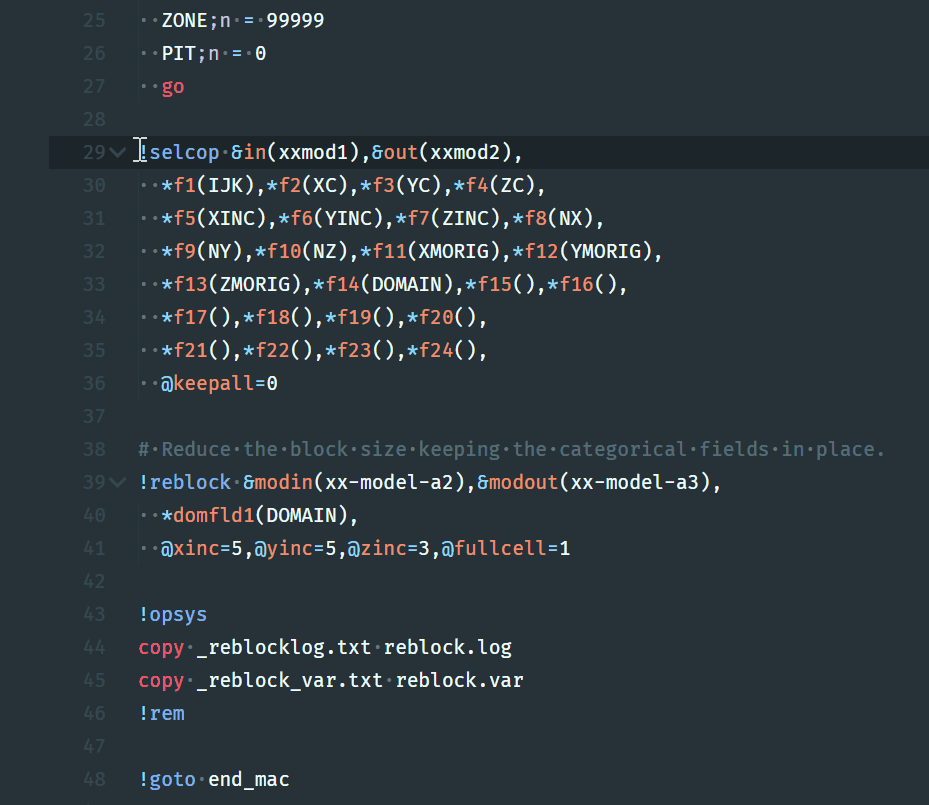 25 ZONE;n = 99999
26 PIT;n = 0
27 go
28
29 !selcop &in(xxmod1),&out(xxmod2),
30 *f1(IJK),*f2(XC),*f3(YC),*f4(ZC),
31 *f5(XINC),*f6(YINC),*f7(ZINC),*f8(NX),
32 *f9(NY),*f10(NZ),*f11(XMORIG),*f12(YMORIG),
33 *f13(ZMORIG),*f14(DOMAIN),*f15(),*f16(),
34 *f17(),*f18(),*f19(),*f20(),
35 *f21(),*f22(),*f23(),*f24(),
36 @keepall=0
37
38 # Reduce the block size keeping the categorical fields in place.
39 !reblock &modin(xx-model-a2),&modout(xx-model-a3),
40 *domfld1(DOMAIN),
41 @xinc=5,@yinc=5,@zinc=3,@fullcell=1
42
43 !opsys
44 copy _reblocklog.txt reblock.log
45 copy _reblock_var.txt reblock.var
46 !rem
47
48 !goto end_mac